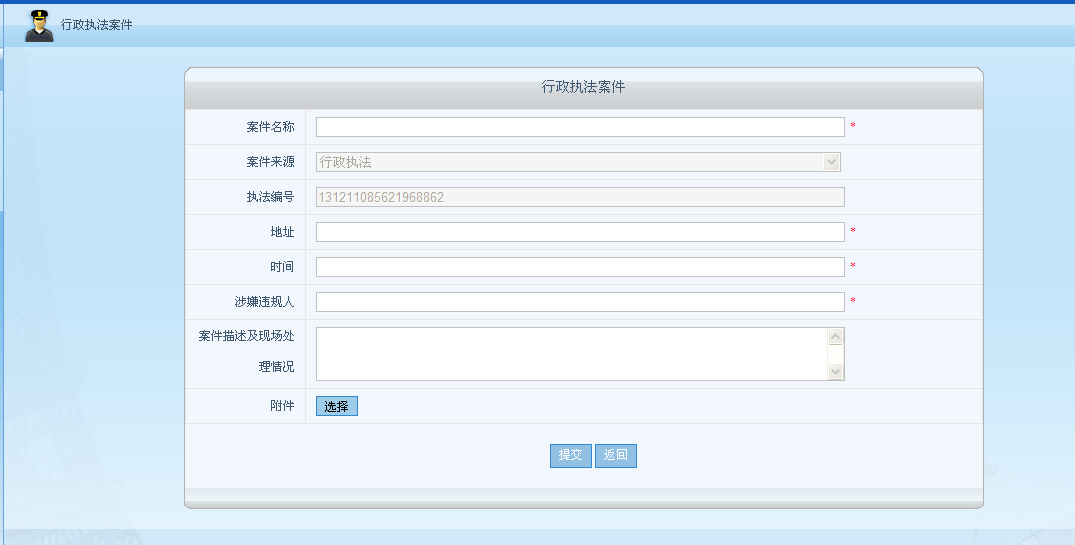 行政执法案件
行政执法案件
案件名称 *
案件来源 行政执法
执法编号 131211085621968862
地址 *
时间 *
涉嫌违规人 *
案件描述及现场处
理情况
附件 选择
提交 返回